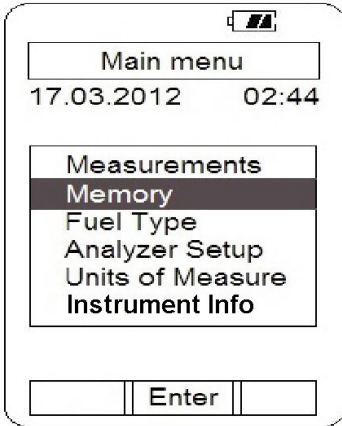 Main menu
17.03.2012 02:44
Measurements
Memory
Fuel Type
Analyzer Setup
Units of Measure
Instrument Info
Enter